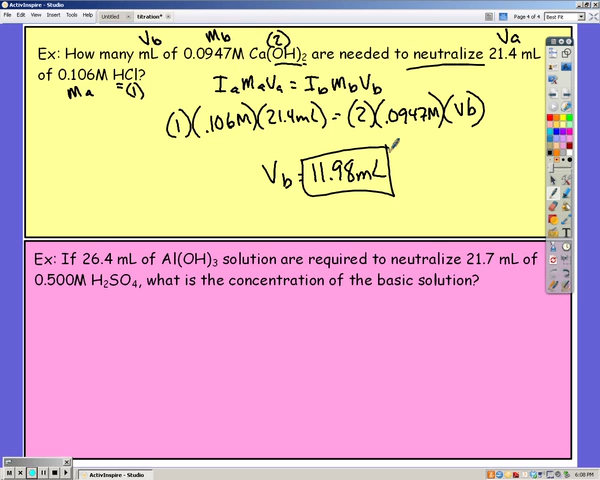 ActivInspire - Studio
File Edit View Insert Tools Help
Untitled
titration*
Page 4 of 4
Best Fit
Vb Mb (2) Va
Ex: How many mL of 0.0947M Ca(OH)₂ are needed to neutralize 21.4 mL
of 0.106M HCl?
Ma =(1)
IaMaVa = IbMbVb
(1)(.106M)(21.4mL) = (2)(.0947M)(Vb)
Vb = 11.98mL
Ex: If 26.4 mL of Al(OH)₃ solution are required to neutralize 21.7 mL of
0.500M H₂SO₄, what is the concentration of the basic solution?
ActivInspire - Studio
6:08 PM